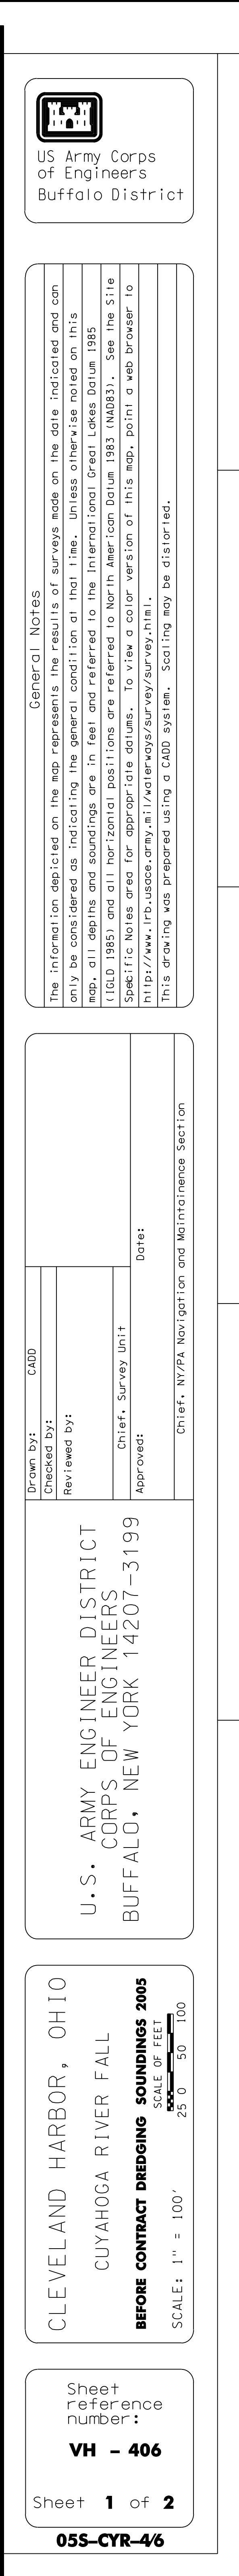 US Army Corps
of Engineers
Buffalo District
General Notes
The information depicted on the map represents the results of surveys made on the date indicated and can
only be considered as indicating the general condition at that time. Unless otherwise noted on this
map, all depths and soundings are in feet and referred to the International Great Lakes Datum 1985
(IGLD 1985) and all horizontal positions are referred to North American Datum 1983 (NAD83). See the Site
Specific Notes area for appropriate datums. To view a color version of this map, point a web browser to
http://www.lrb.usace.army.mil/waterways/survey/survey.html.
This drawing was prepared using a CADD system. Scaling may be distorted.
Drawn by: CADD
Checked by:
Reviewed by:
Chief, Survey Unit
Approved: Date:
Chief, NY/PA Navigation and Maintainence Section
U.S. ARMY ENGINEER DISTRICT
CORPS OF ENGINEERS
BUFFALO, NEW YORK 14207-3199
CLEVELAND HARBOR, OHIO
CUYAHOGA RIVER FALL
BEFORE CONTRACT DREDGING SOUNDINGS 2005
SCALE OF FEET
25 0 50 100
SCALE: 1" = 100'
Sheet
reference
number:
VH - 406
Sheet 1 of 2
05S-CYR-4/6